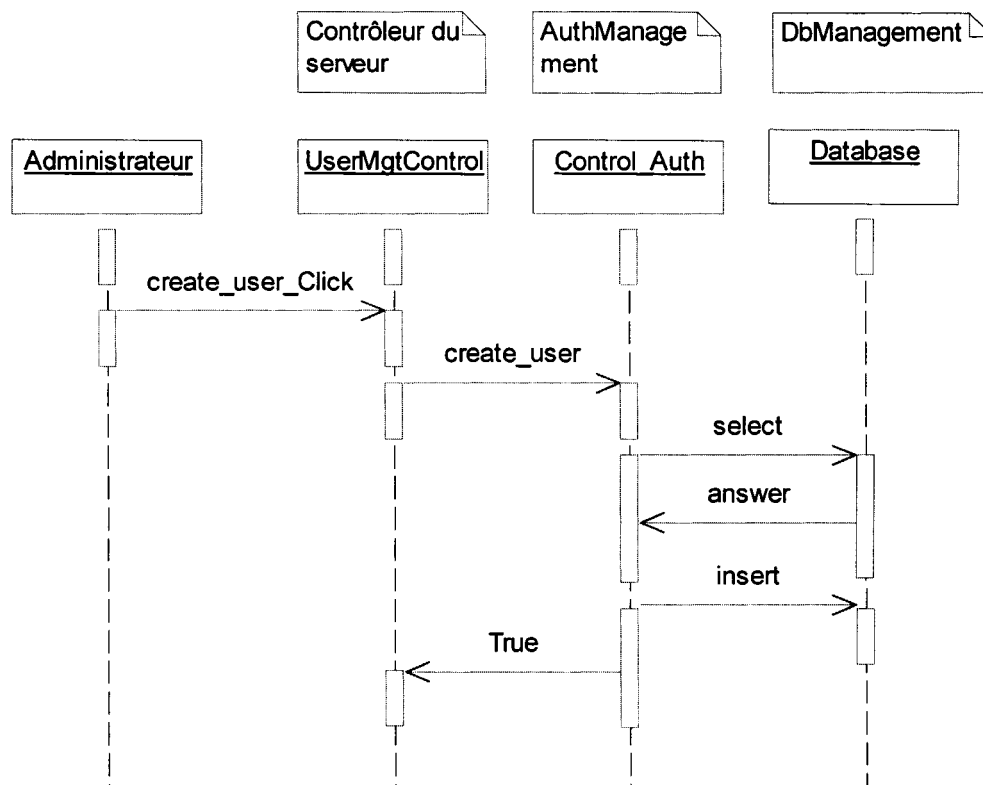 Contrôleur du
serveur
AuthManage
ment
DbManagement
Administrateur
UserMgtControl
Control_Auth
Database
create_user_Click
create_user
select
answer
insert
True